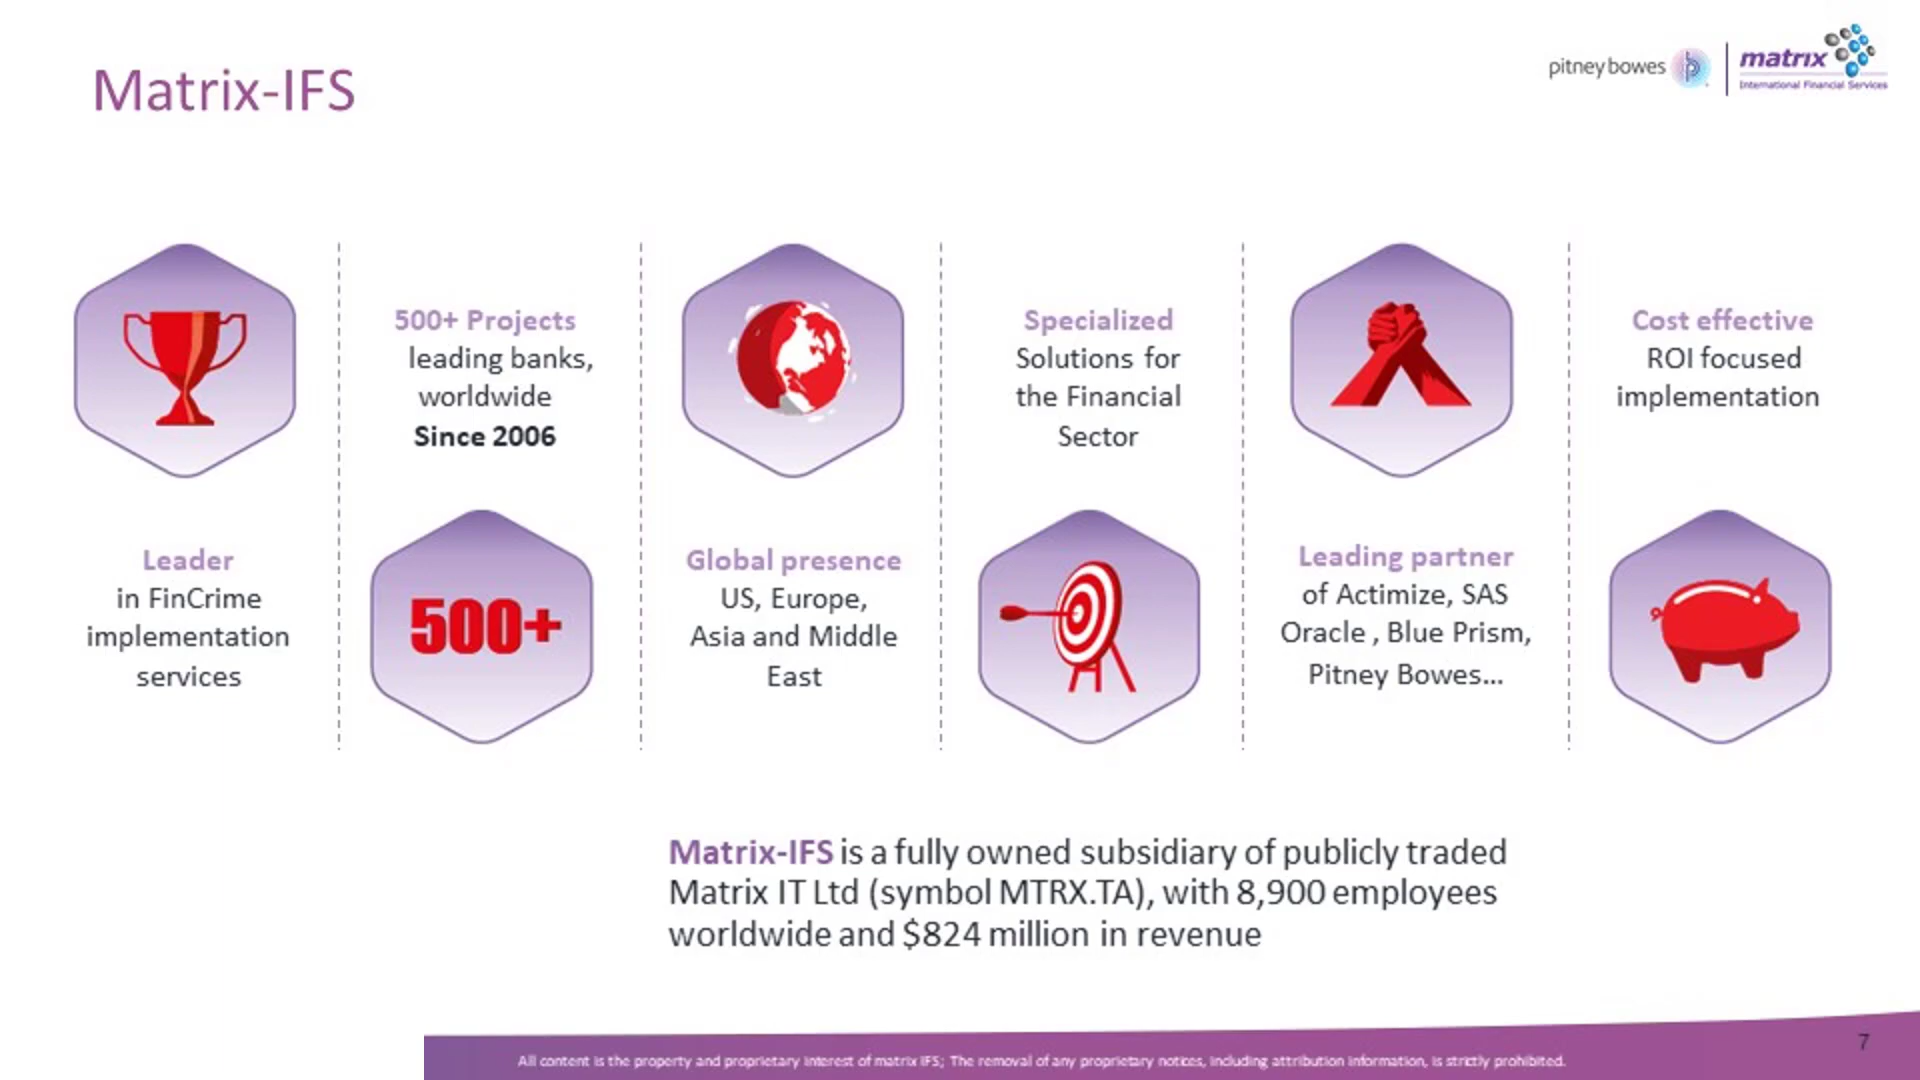 Matrix-IFS
pitney bowes
matrix
International Financial Services
Leader
in FinCrime
implementation
services
500+ Projects
leading banks,
worldwide
Since 2006
500+
Global presence
US, Europe,
Asia and Middle
East
Specialized
Solutions for
the Financial
Sector
Leading partner
of Actimize, SAS
Oracle , Blue Prism,
Pitney Bowes...
Cost effective
ROI focused
implementation
Matrix-IFS is a fully owned subsidiary of publicly traded
Matrix IT Ltd (symbol MTRX.TA), with 8,900 employees
worldwide and $824 million in revenue
All content is the property and proprietary interest of matrix IFS; The removal of any proprietary notices, including attribution information, is strictly prohibited.
7